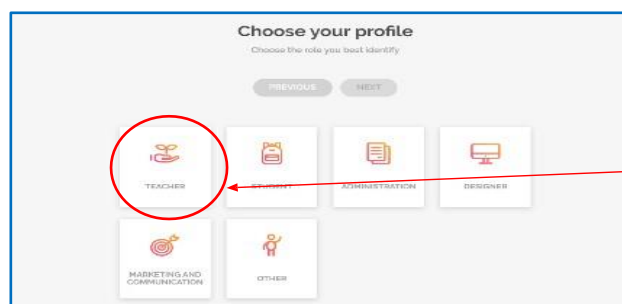 Choose your profile
Choose the role you best identify
PREVIOUS NEXT
TEACHER STUDENT ADMINISTRATION DESIGNER
MARKETING AND
COMMUNICATION
OTHER